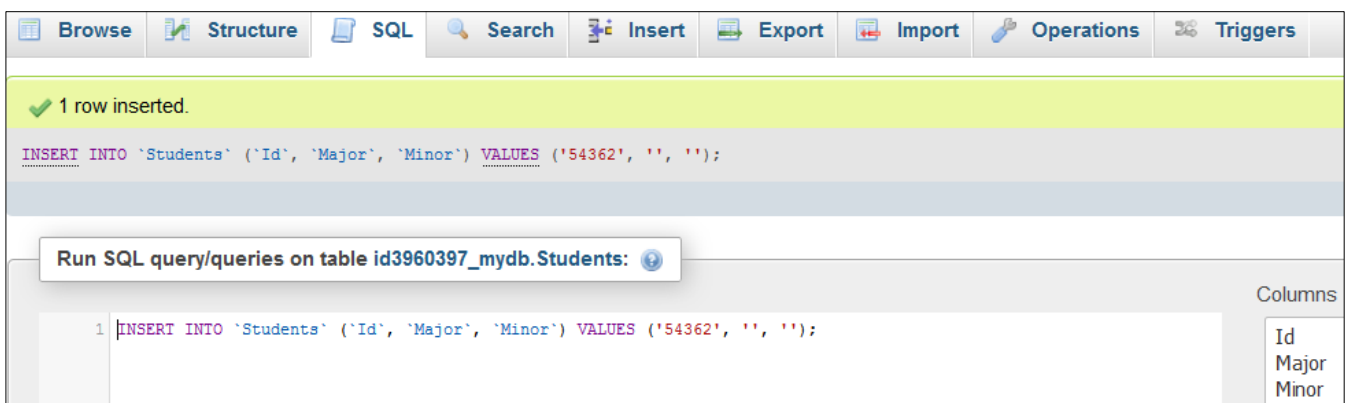 Browse Structure SQL Search Insert Export Import Operations Triggers
1 row inserted.
INSERT INTO `Students` (`Id`, `Major`, `Minor`) VALUES ('54362', '', '');
Run SQL query/queries on table id3960397_mydb.Students:
Columns
1 INSERT INTO `Students` (`Id`, `Major`, `Minor`) VALUES ('54362', '', '');
Id
Major
Minor